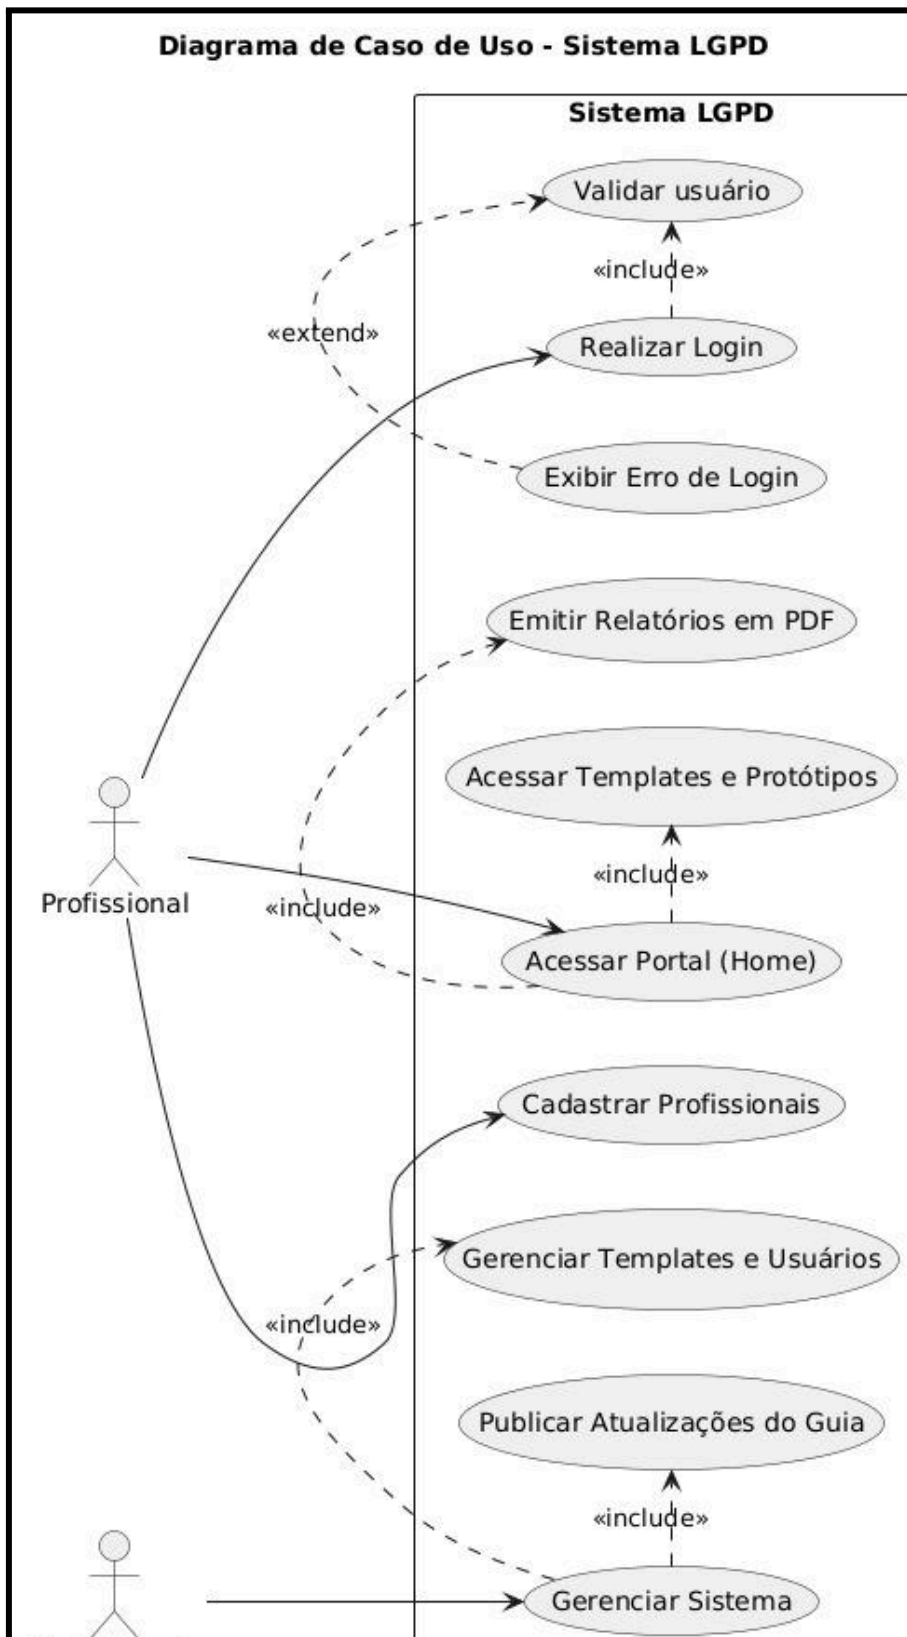 Diagrama de Caso de Uso - Sistema LGPD
Sistema LGPD
Validar usuário
«include»
«extend»
Realizar Login
Exibir Erro de Login
Emitir Relatórios em PDF
Acessar Templates e Protótipos
«include»
Profissional
«include»
Acessar Portal (Home)
Cadastrar Profissionais
Gerenciar Templates e Usuários
«include»
Publicar Atualizações do Guia
«include»
Gerenciar Sistema